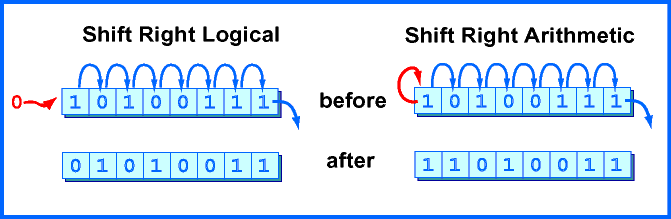 Shift Right Logical Shift Right Arithmetic
0 1 0 1 0 0 1 1 1 before 1 0 1 0 0 1 1 1
0 1 0 1 0 0 1 1 after 1 1 0 1 0 0 1 1